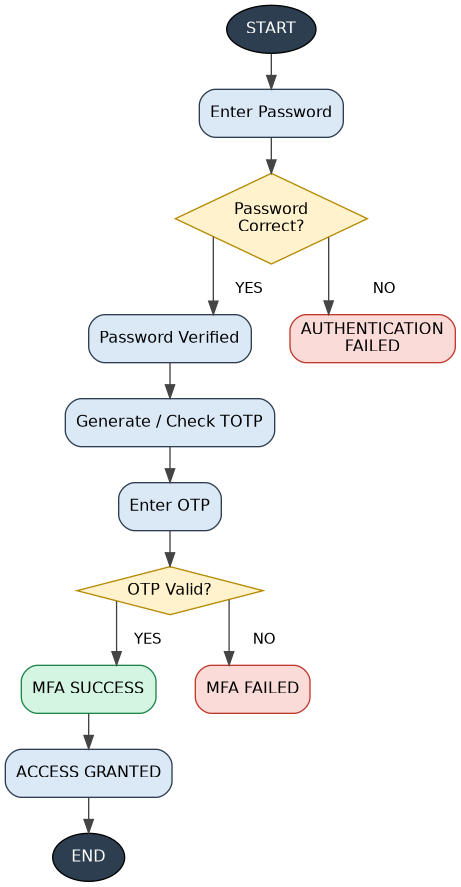 START
Enter Password
Password
Correct?
YES
NO
Password Verified
AUTHENTICATION
FAILED
Generate / Check TOTP
Enter OTP
OTP Valid?
YES
NO
MFA SUCCESS
MFA FAILED
ACCESS GRANTED
END